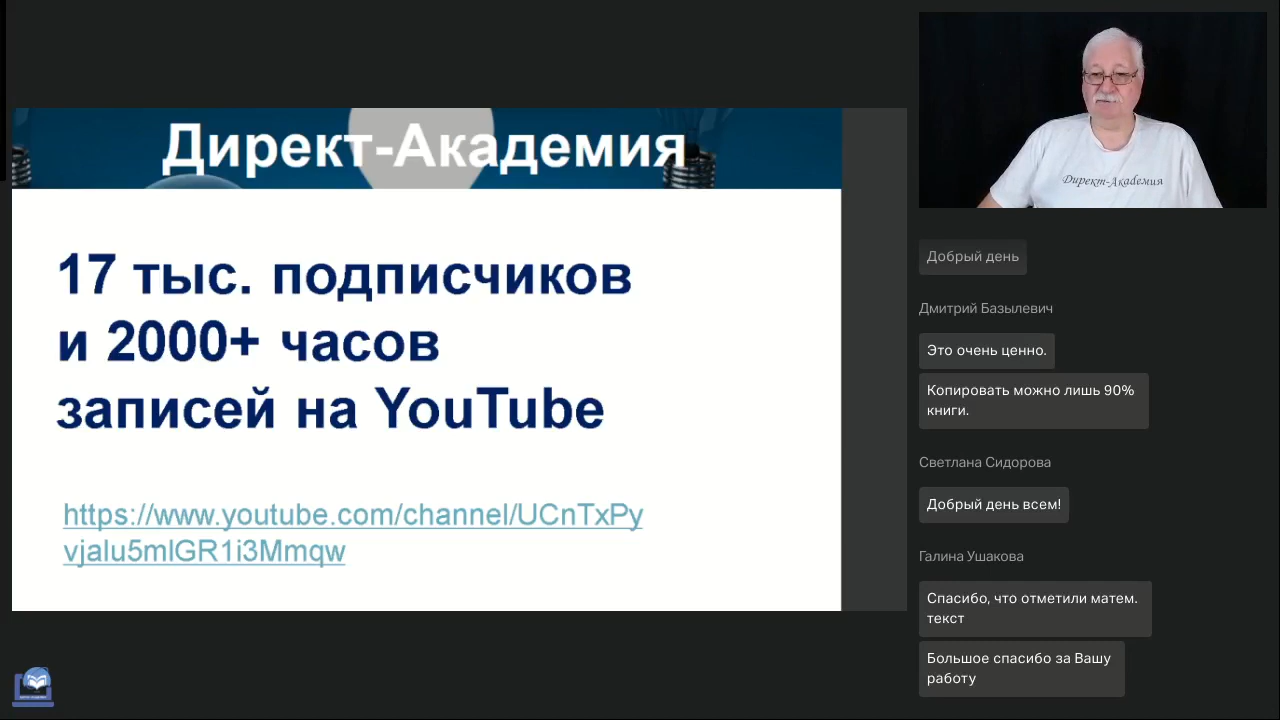 Директ-Академия
17 тыс. подписчиков
и 2000+ часов
записей на YouTube
https://www.youtube.com/channel/UCnTxPy
vjalu5mlGR1i3Mmqw
Директ-Академия
Добрый день
Дмитрий Базылевич
Это очень ценно.
Копировать можно лишь 90%
книги.
Светлана Сидорова
Добрый день всем!
Галина Ушакова
Спасибо, что отметили матем.
текст
Большое спасибо за Вашу
работу